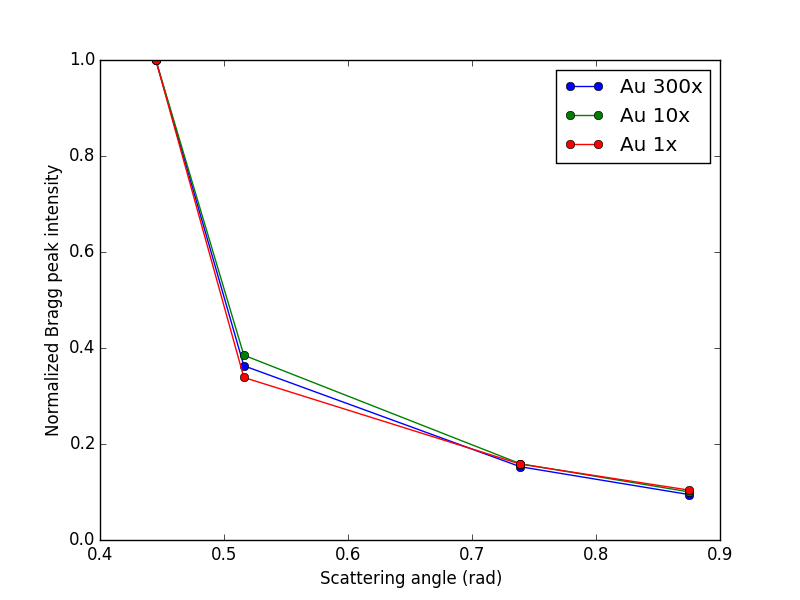 1.0
0.8
0.6
0.4
0.2
0.0
0.4
0.5
0.6
0.7
0.8
0.9
Normalized Bragg peak intensity
Scattering angle (rad)
Au 300x
Au 10x
Au 1x